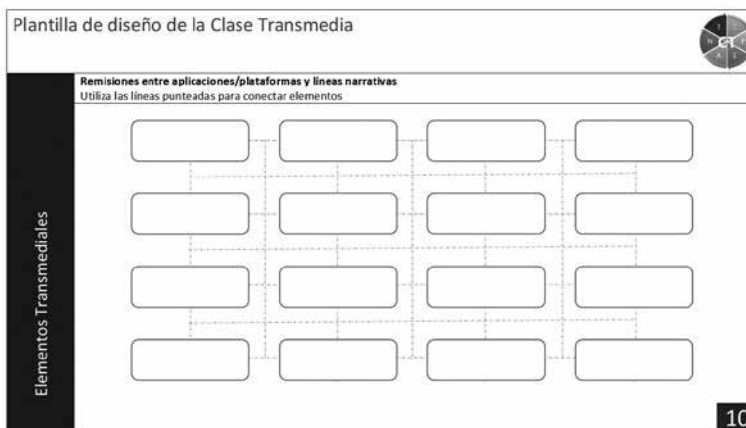 Plantilla de diseño de la Clase Transmedia
Remisiones entre aplicaciones/plataformas y líneas narrativas
Utiliza las líneas punteadas para conectar elementos
Elementos Transmediales
10